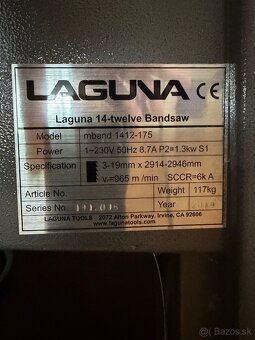 LAGUNA CE
Laguna 14-twelve Bandsaw
Model mband 1412-175
Power 1~230V 50Hz 8.7A P2=1.3kw S1
Specification 3-19mm x 2914-2946mm
v=965 m/min SCCR=6k A
Article No. Weight 117kg
Series No. Year
LAGUNA TOOLS 2072 Alton Parkway, Irvine, CA 92606
www.lagunatools.com
Bazos.sk